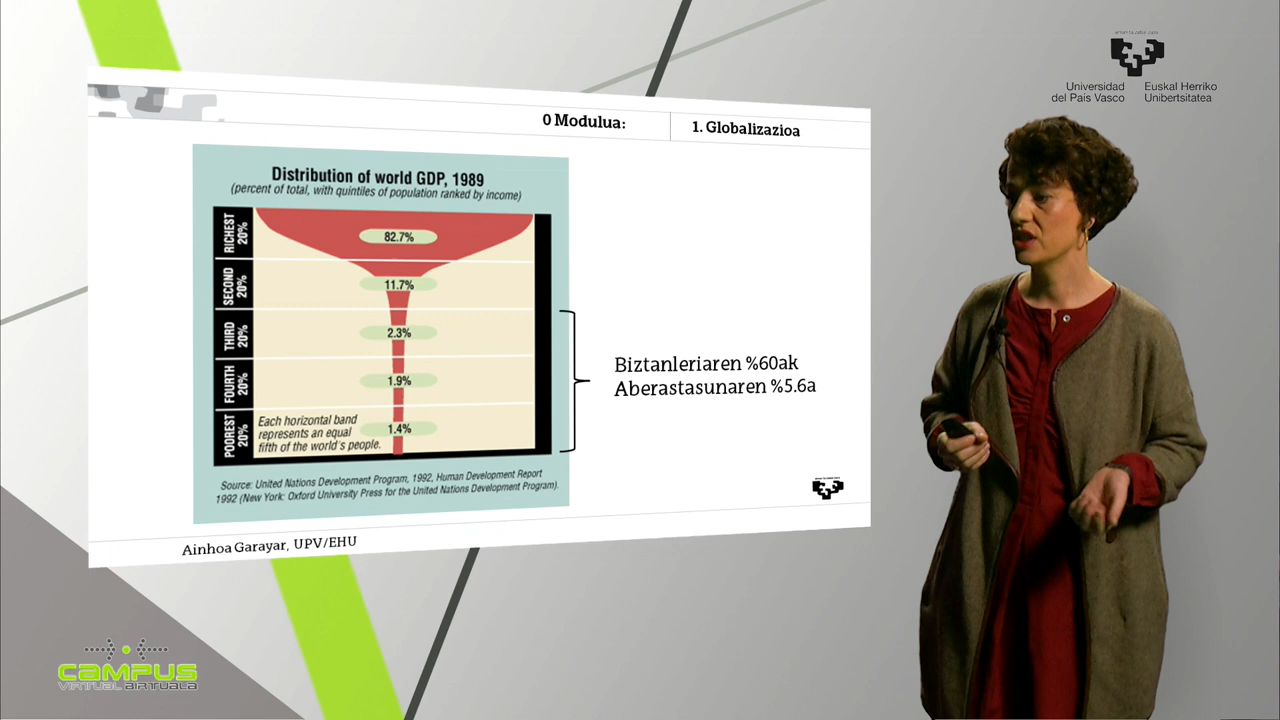 Universidad
del País Vasco
Euskal Herriko
Unibertsitatea
0 Modulua:
1. Globalizazioa
Distribution of world GDP, 1989
(percent of total, with quintiles of population ranked by income)
RICHEST
20%
82.7%
SECOND
20%
11.7%
THIRD
20%
2.3%
FOURTH
20%
1.9%
POOREST
20%
1.4%
Each horizontal band
represents an equal
fifth of the world's people.
Source: United Nations Development Program, 1992, Human Development Report
1992 (New York: Oxford University Press for the United Nations Development Program).
Biztanleriaren %60ak
Aberastasunaren %5.6a
Ainhoa Garayar, UPV/EHU
CAMPUS
VIRTUAL BIRTUALA